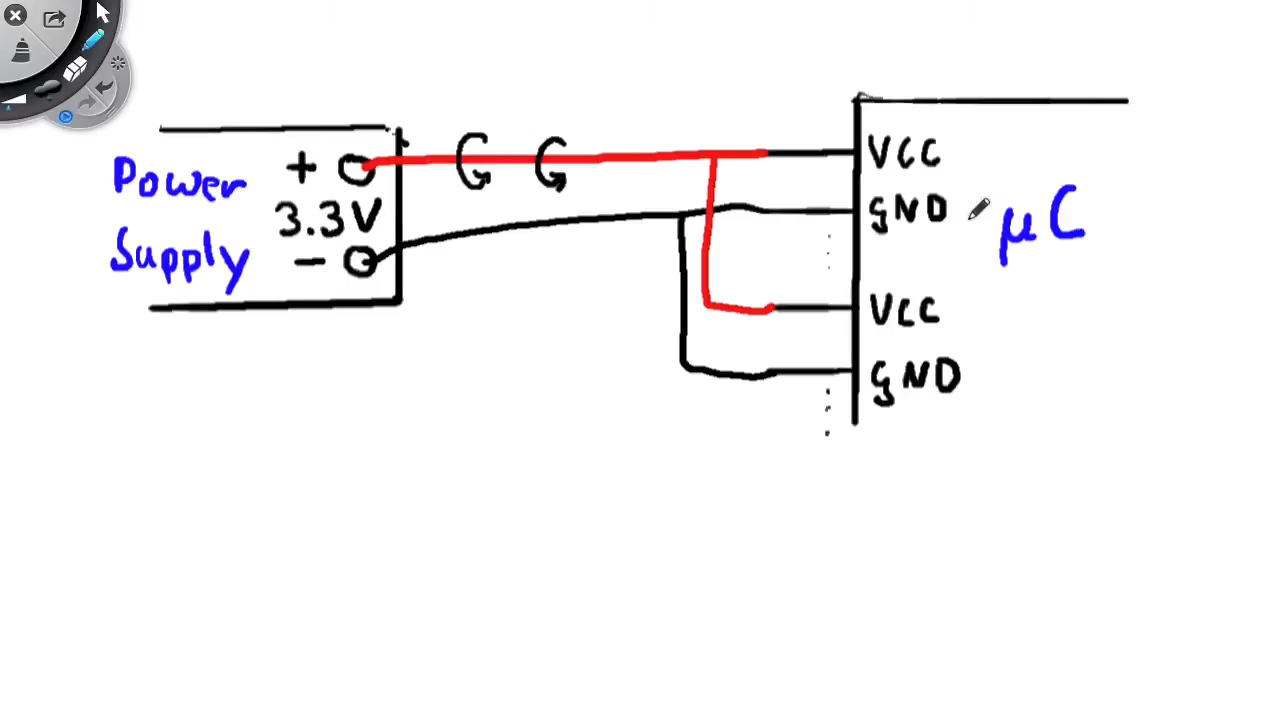 Power
Supply
+
3.3V
-
VCC
GND
VCC
GND
μC